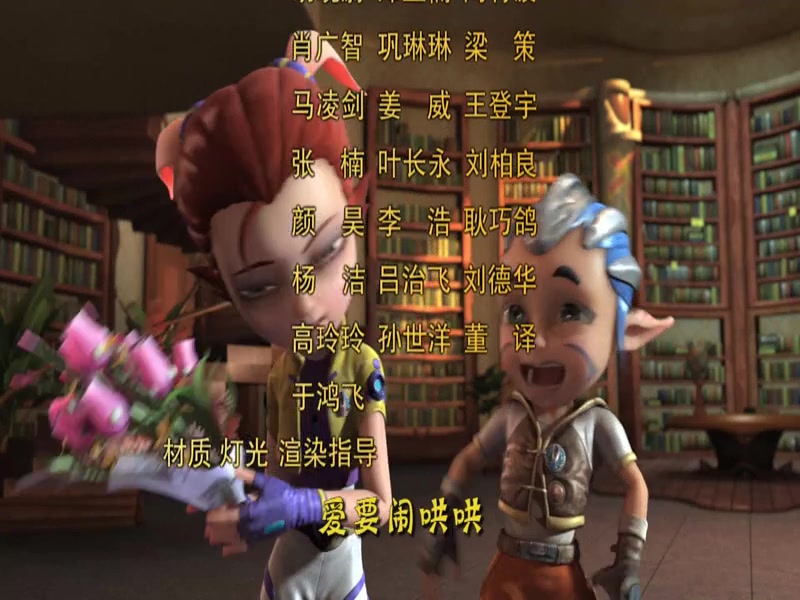 肖广智 巩琳琳 梁 策
马凌剑 姜 威 王登宇
张 楠 叶长永 刘柏良
颜 昊 李 浩 耿巧鸽
杨 洁 吕治飞 刘德华
高玲玲 孙世洋 董 译
于鸿飞
材质 灯光 渲染指导
爱要闹哄哄